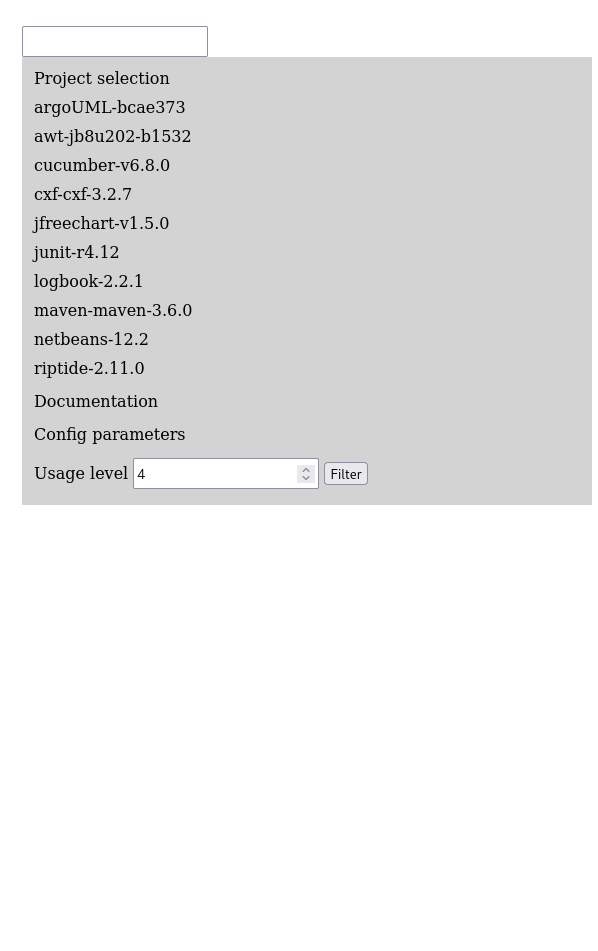 Project selection
argoUML-bcae373
awt-jb8u202-b1532
cucumber-v6.8.0
cxf-cxf-3.2.7
jfreechart-v1.5.0
junit-r4.12
logbook-2.2.1
maven-maven-3.6.0
netbeans-12.2
riptide-2.11.0
Documentation
Config parameters
Usage level 4 Filter